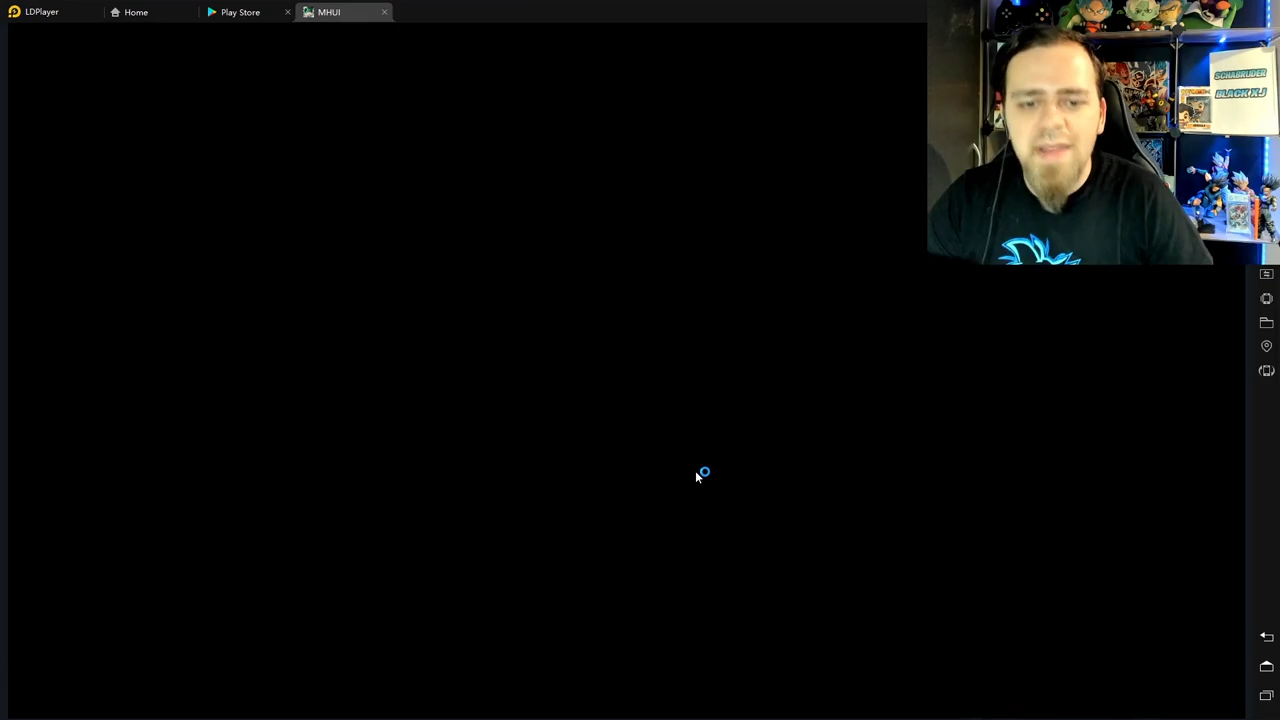 LDPlayer
Home
Play Store
MHUI
SCHABRUDER
BLACK XJ